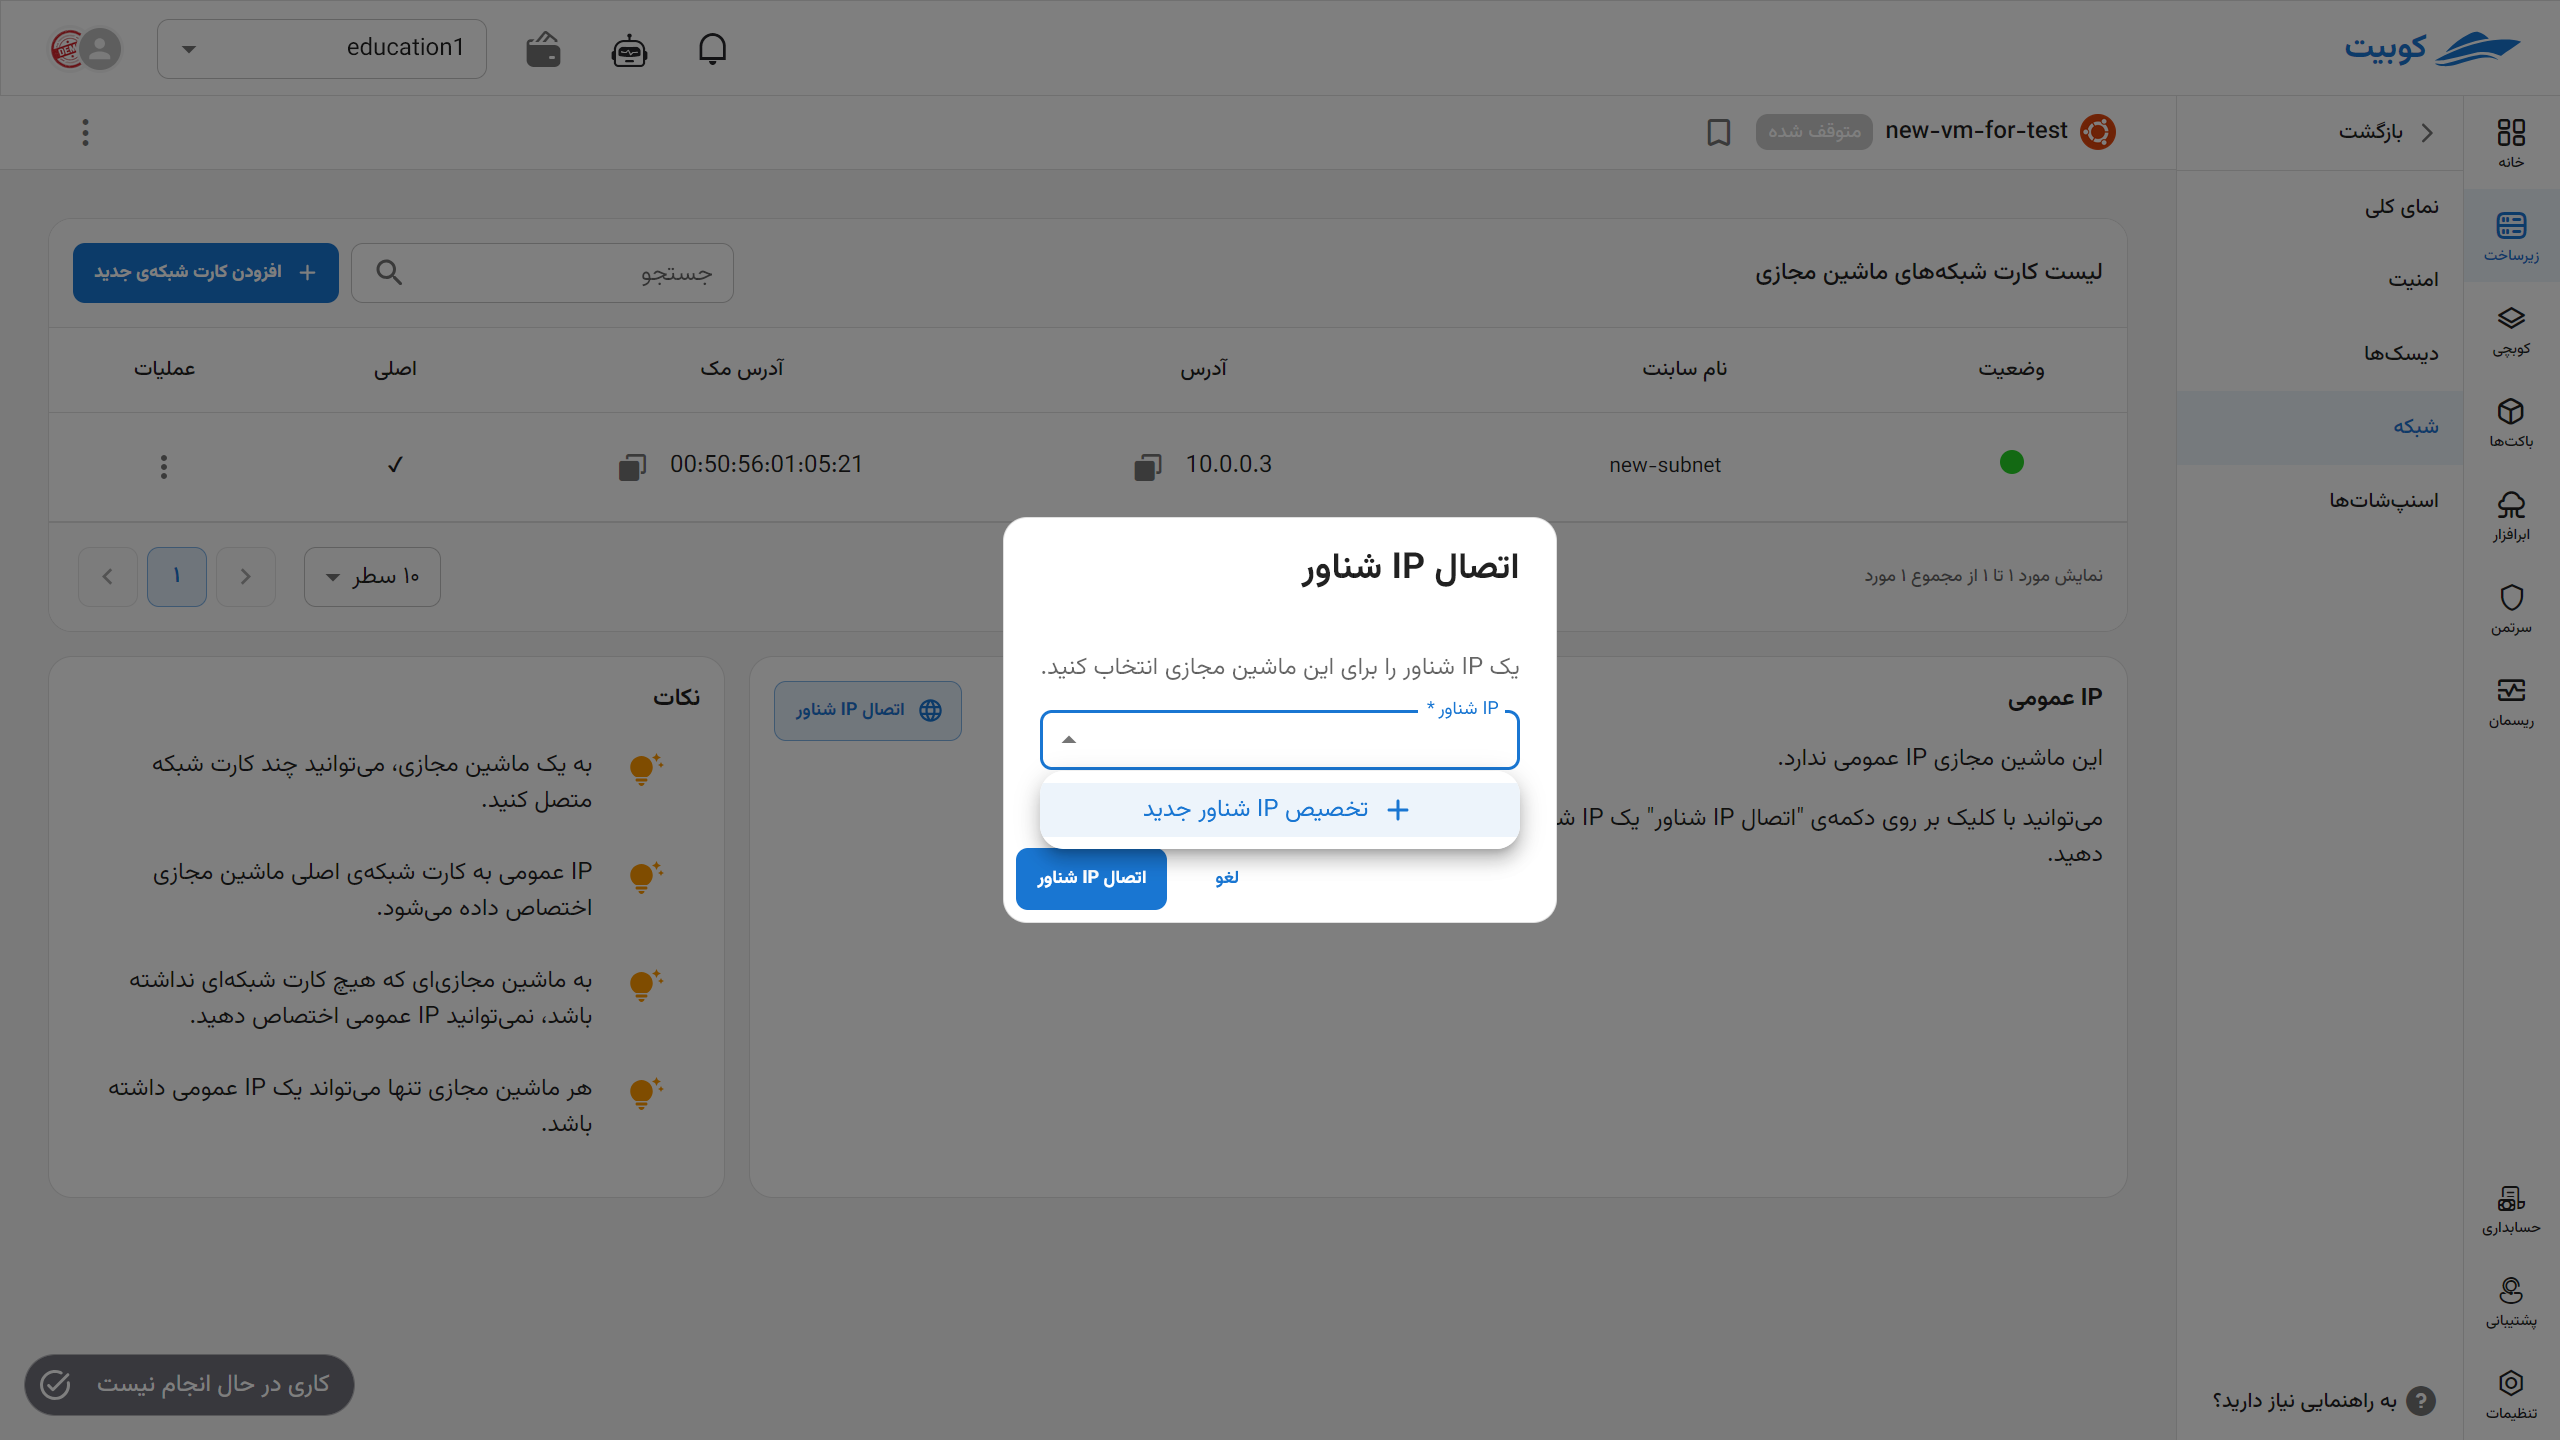 کوبیت
education1
خانه
زیرساخت
کوبچی
باکت‌ها
ابرافزار
سرتمن
ریسمان
حسابداری
پشتیبانی
تنظیمات
بازگشت
نمای کلی
امنیت
دیسک‌ها
شبکه
اسنپ‌شات‌ها
به راهنمایی نیاز دارید؟
new-vm-for-test
متوقف شده
لیست کارت شبکه‌های ماشین مجازی
جستجو
افزودن کارت شبکه‌ی جدید
وضعیت نام سابنت آدرس آدرس مک اصلی عملیات
new-subnet 10.0.0.3 00:50:56:01:05:21
نمایش مورد ۱ تا ۱ از مجموع ۱ مورد
۱۰ سطر
۱
IP عمومی
اتصال IP شناور
این ماشین مجازی IP عمومی ندارد.
می‌توانید با کلیک بر روی دکمه‌ی "اتصال IP شناور" یک IP
دهید.
نکات
به یک ماشین مجازی، می‌توانید چند کارت شبکه
متصل کنید.
IP عمومی به کارت شبکه‌ی اصلی ماشین مجازی
اختصاص داده می‌شود.
به ماشین مجازی‌ای که هیچ کارت شبکه‌ای نداشته
باشد، نمی‌توانید IP عمومی اختصاص دهید.
هر ماشین مجازی تنها می‌تواند یک IP عمومی داشته
باشد.
اتصال IP شناور
یک IP شناور را برای این ماشین مجازی انتخاب کنید.
IP شناور *
تخصیص IP شناور جدید
لغو
اتصال IP شناور
کاری در حال انجام نیست